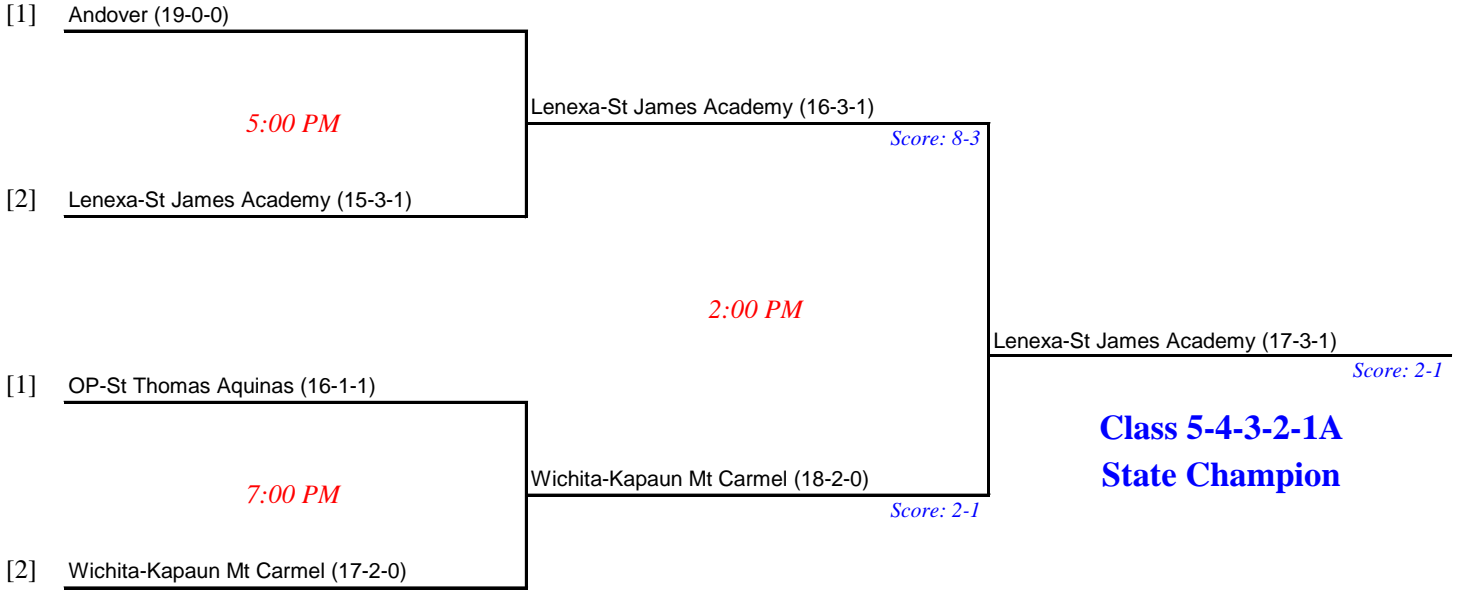 [1] Andover (19-0-0)
Lenexa-St James Academy (16-3-1)
5:00 PM
Score: 8-3
[2] Lenexa-St James Academy (15-3-1)
2:00 PM
Lenexa-St James Academy (17-3-1)
Score: 2-1
[1] OP-St Thomas Aquinas (16-1-1)
Class 5-4-3-2-1A
State Champion
Wichita-Kapaun Mt Carmel (18-2-0)
7:00 PM
Score: 2-1
[2] Wichita-Kapaun Mt Carmel (17-2-0)